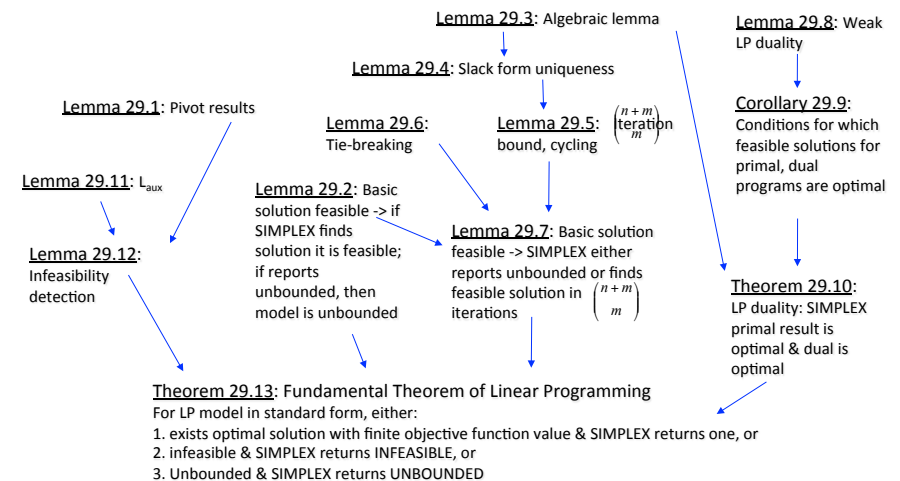 Lemma 29.3: Algebraic lemma
Lemma 29.8: Weak
LP duality
Lemma 29.4: Slack form uniqueness
Lemma 29.1: Pivot results
Lemma 29.6:
Tie-breaking
Lemma 29.5: Iteration
bound, cycling
(n + m
m)
Corollary 29.9:
Conditions for which
feasible solutions for
primal, dual
programs are optimal
Lemma 29.11: Laux
Lemma 29.2: Basic
solution feasible -> if
SIMPLEX finds
solution it is feasible;
if reports
unbounded, then
model is unbounded
Lemma 29.7: Basic solution
feasible -> SIMPLEX either
reports unbounded or finds
feasible solution in
(n + m
m)
iterations
Lemma 29.12:
Infeasibility
detection
Theorem 29.10:
LP duality: SIMPLEX
primal result is
optimal & dual is
optimal
Theorem 29.13: Fundamental Theorem of Linear Programming
For LP model in standard form, either:
1. exists optimal solution with finite objective function value & SIMPLEX returns one, or
2. infeasible & SIMPLEX returns INFEASIBLE, or
3. Unbounded & SIMPLEX returns UNBOUNDED